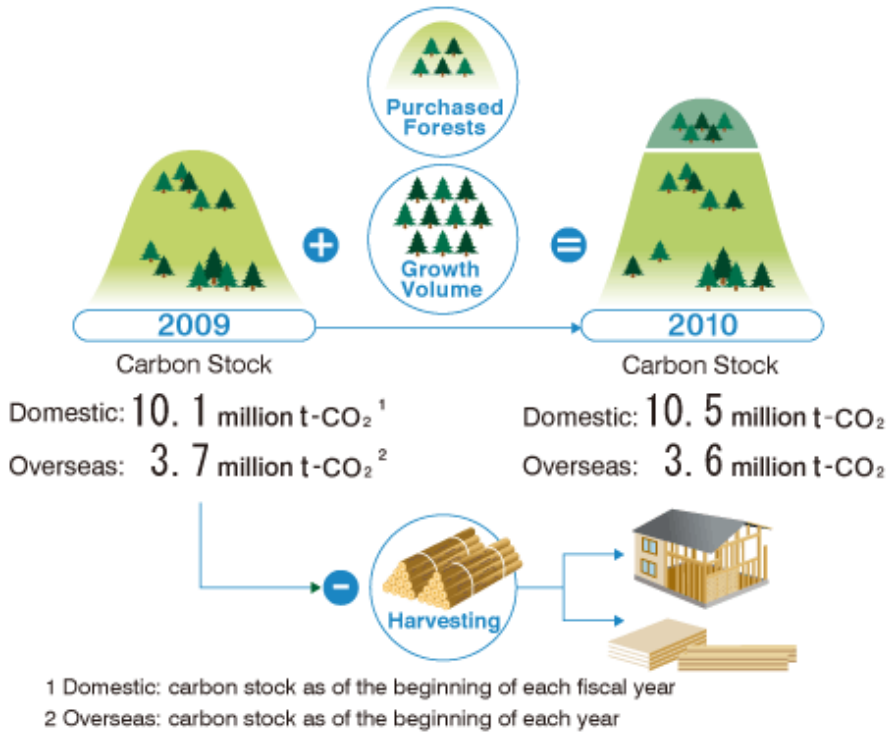 Purchased
Forests
+
Growth
Volume
=
2009
2010
Carbon Stock
Carbon Stock
Domestic: 10.1 million t-CO₂ ¹
Domestic: 10.5 million t-CO₂
Overseas: 3.7 million t-CO₂ ²
Overseas: 3.6 million t-CO₂
-
Harvesting
1 Domestic: carbon stock as of the beginning of each fiscal year
2 Overseas: carbon stock as of the beginning of each year